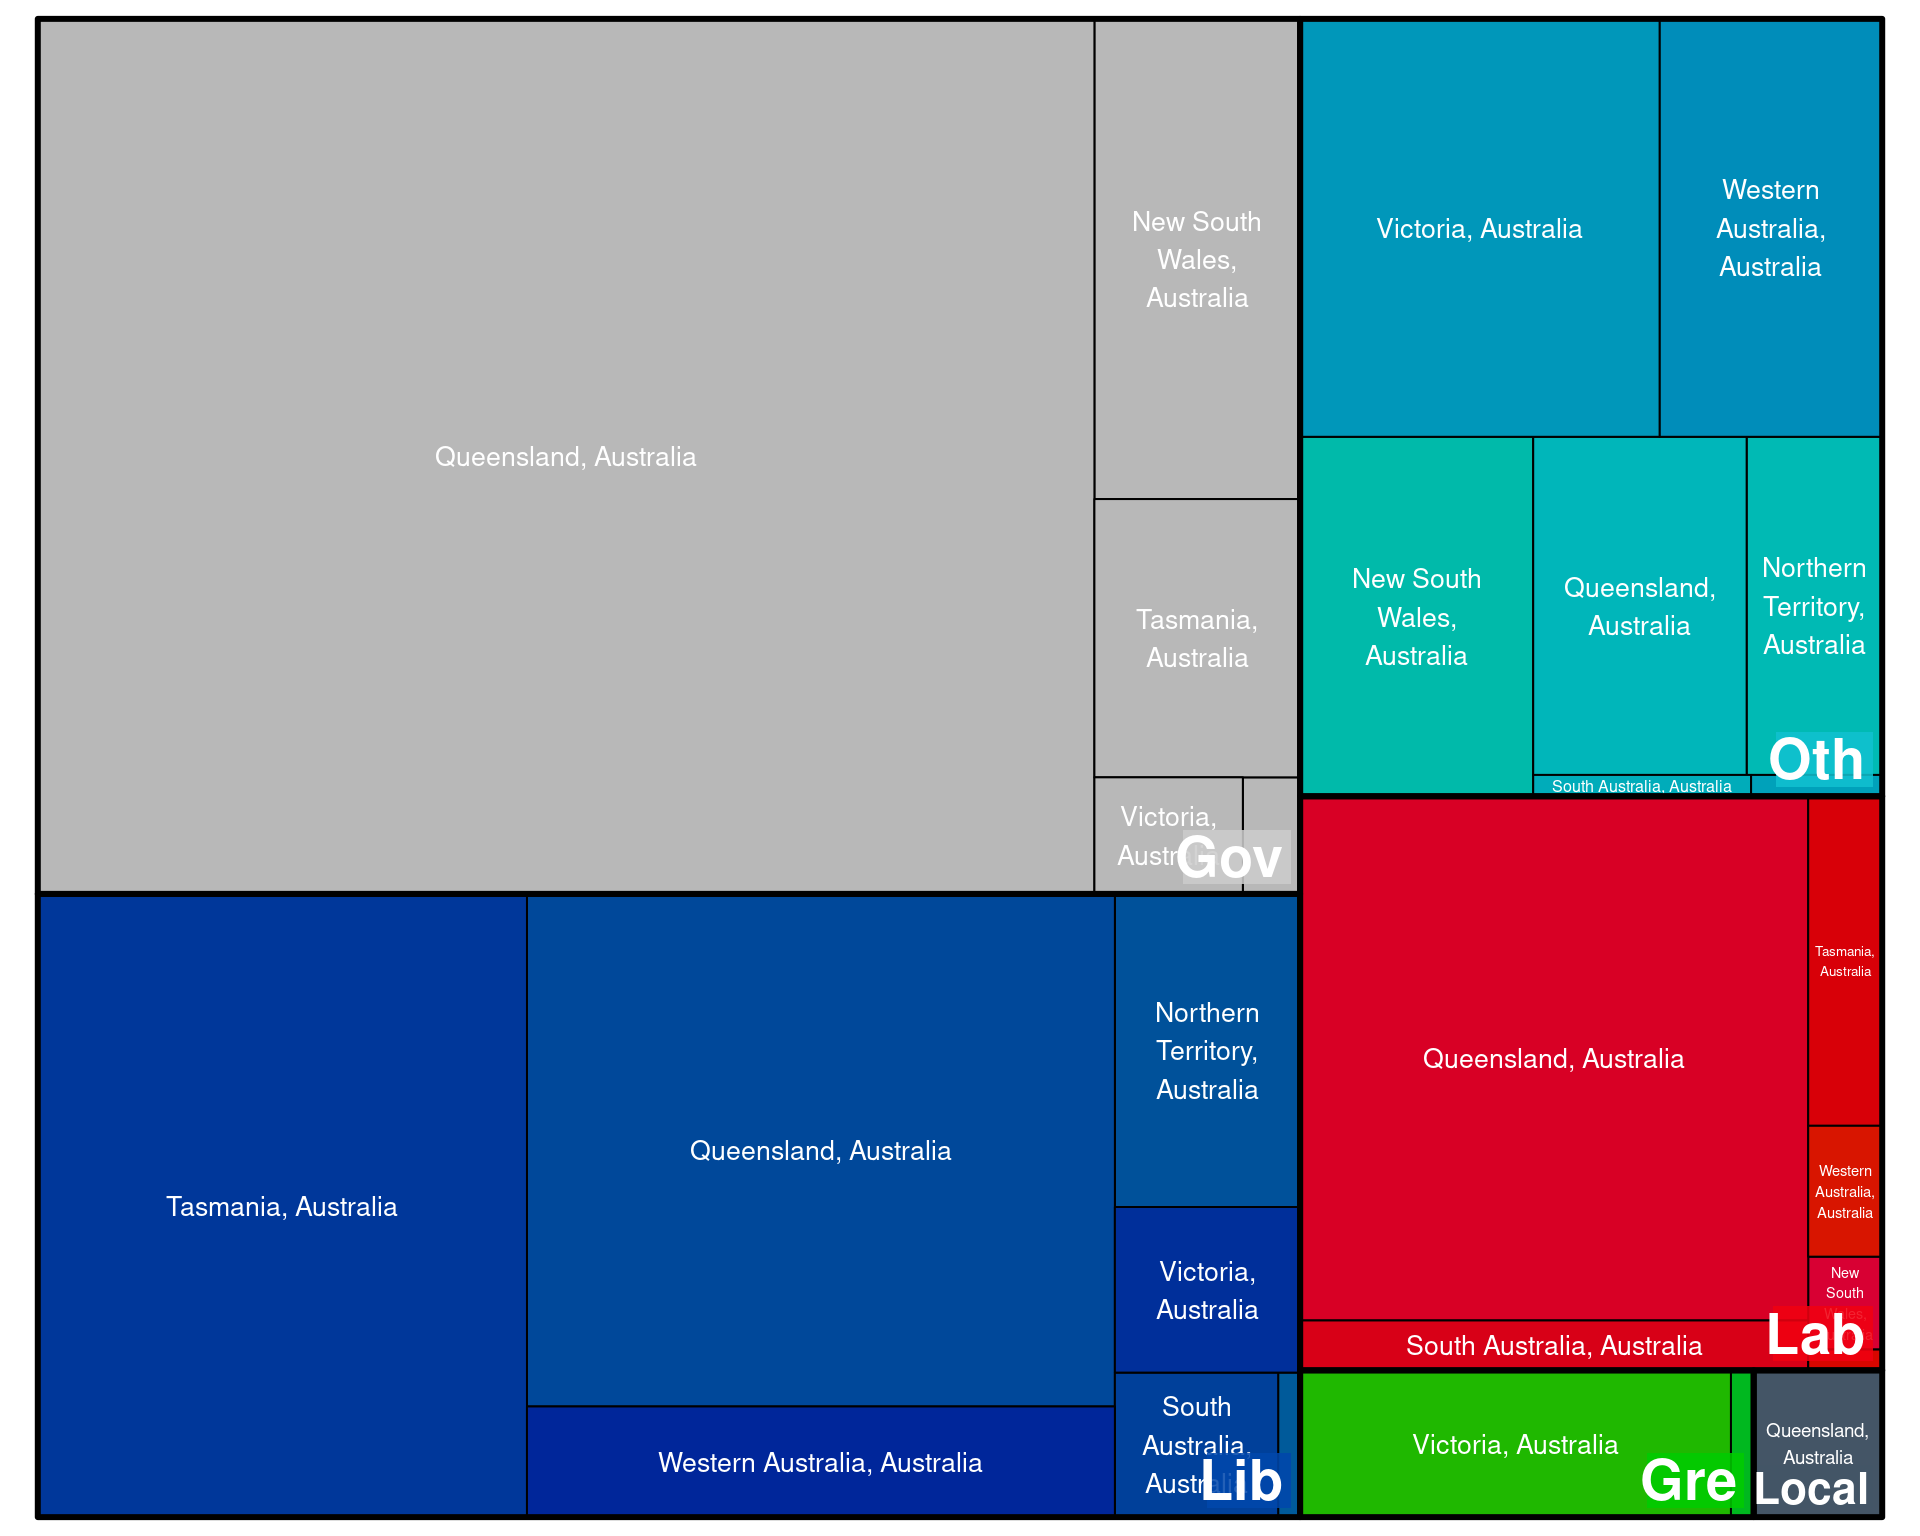 Queensland, Australia
New South
Wales,
Australia
Tasmania,
Australia
Victoria,
Gov
Victoria, Australia
Western
Australia,
Australia
New South
Wales,
Australia
Queensland,
Australia
Northern
Territory,
Australia
Oth
South Australia, Australia
Tasmania, Australia
Queensland, Australia
Western Australia, Australia
Northern
Territory,
Australia
Victoria,
Australia
South
Australia,
Lib
Queensland, Australia
Tasmania,
Australia
Western
Australia,
Australia
New
South
Wales,
Lab
South Australia, Australia
Victoria, Australia
Gre
Queensland,
Australia
Local